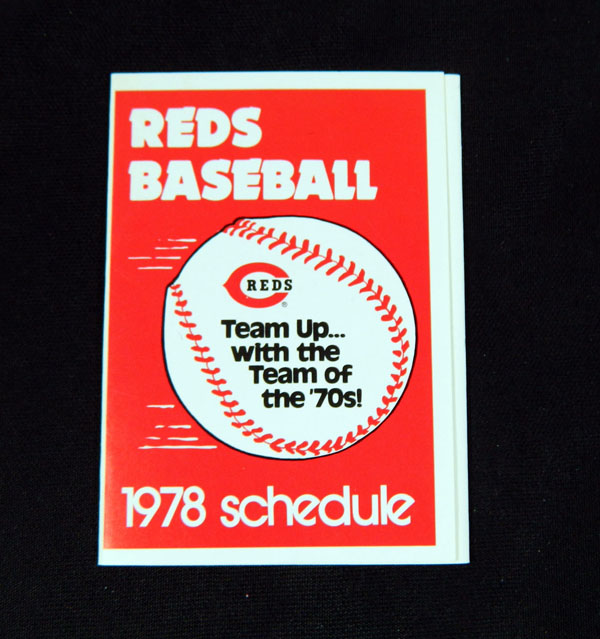 REDS
BASEBALL
REDS
®
Team Up...
with the
Team of
the '70s!
1978 schedule